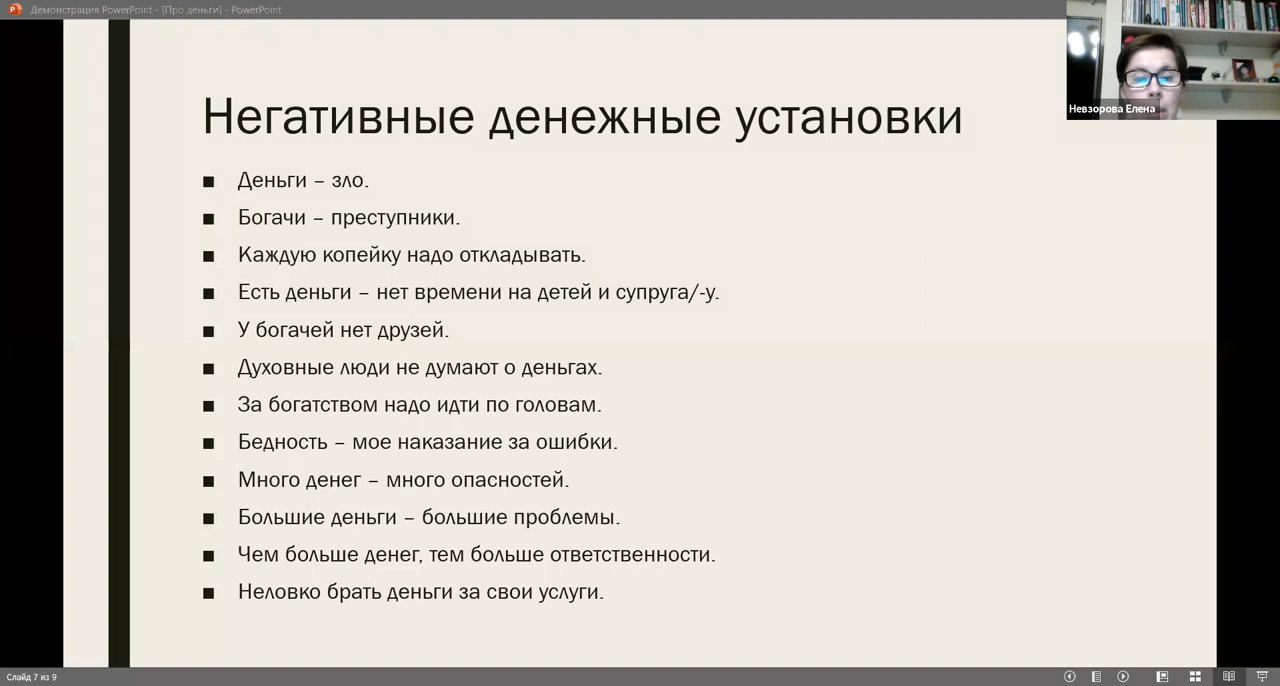 Демонстрация PowerPoint - [Про деньги] - PowerPoint
Невзорова Елена
Негативные денежные установки
■ Деньги – зло.
■ Богачи – преступники.
■ Каждую копейку надо откладывать.
■ Есть деньги – нет времени на детей и супруга/-у.
■ У богачей нет друзей.
■ Духовные люди не думают о деньгах.
■ За богатством надо идти по головам.
■ Бедность – мое наказание за ошибки.
■ Много денег – много опасностей.
■ Большие деньги – большие проблемы.
■ Чем больше денег, тем больше ответственности.
■ Неловко брать деньги за свои услуги.
Слайд 7 из 9